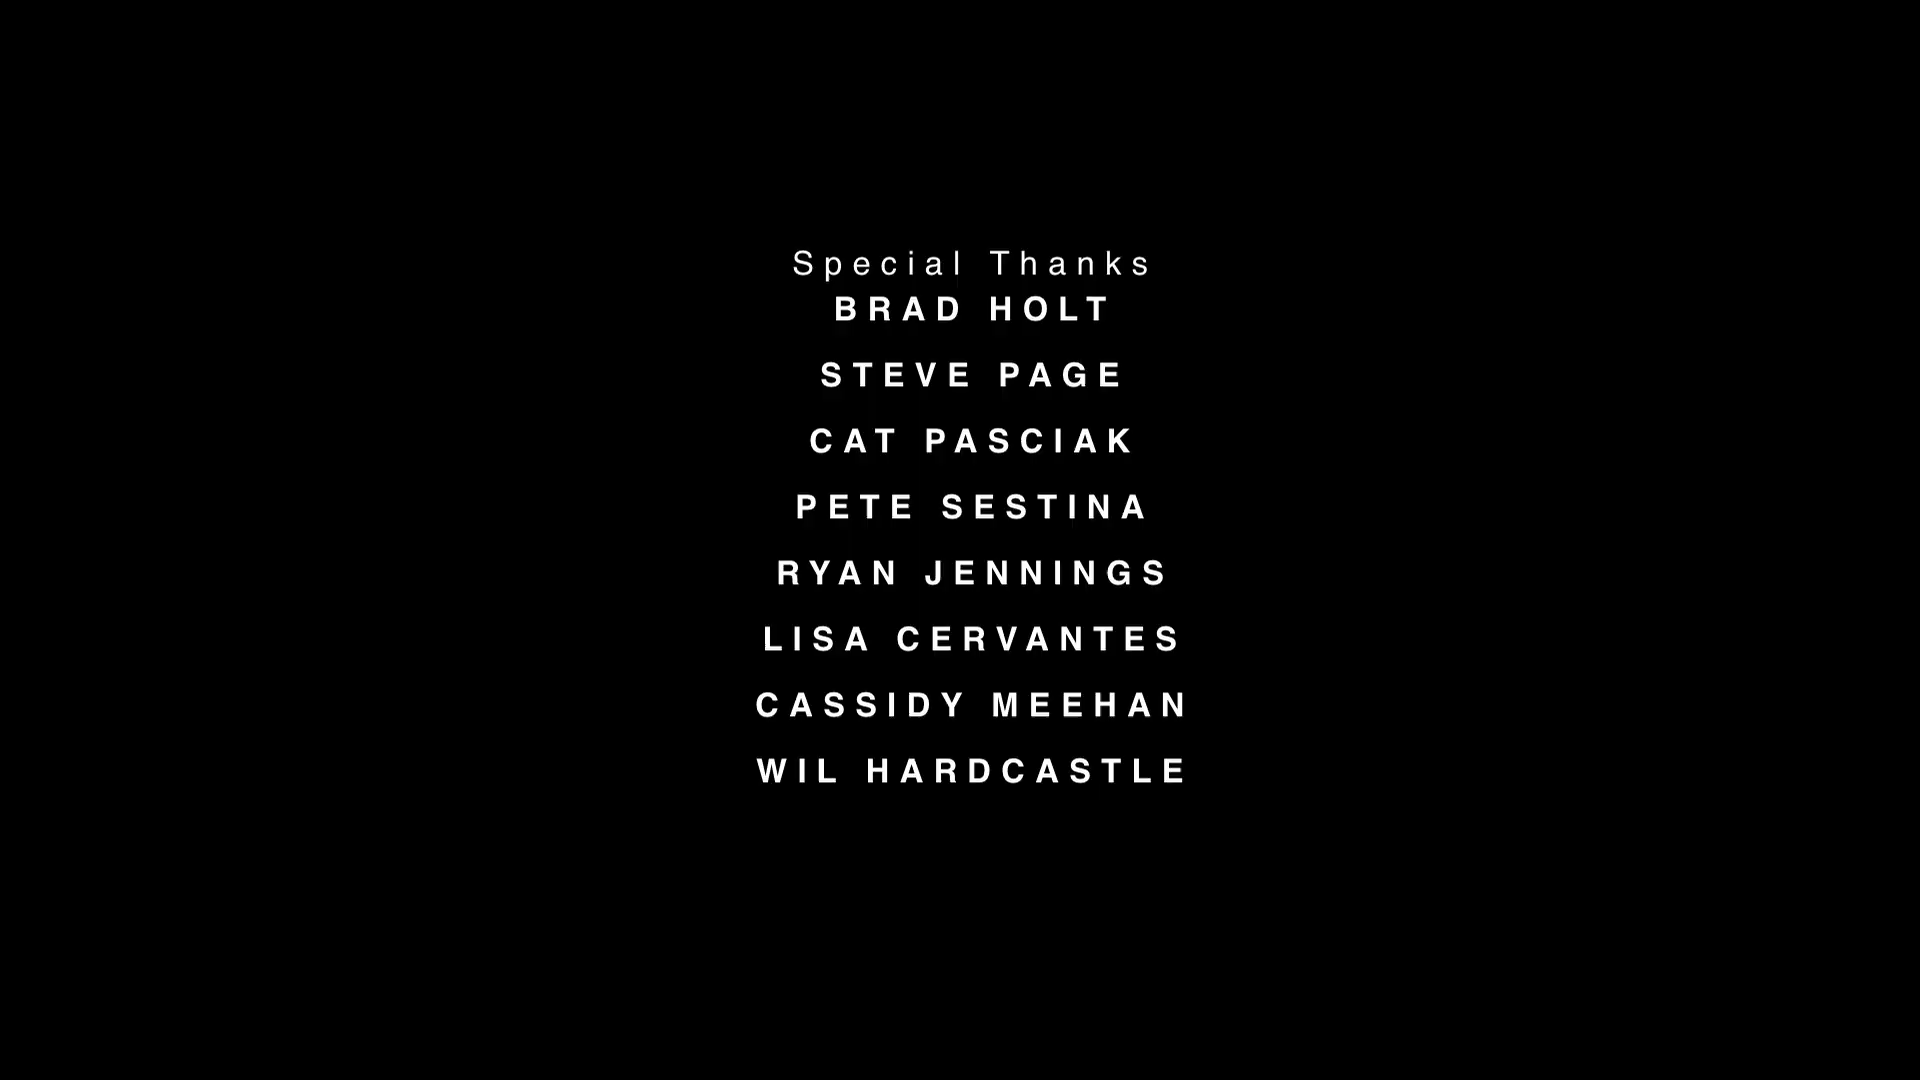 Special Thanks
BRAD HOLT
STEVE PAGE
CAT PASCIAK
PETE SESTINA
RYAN JENNINGS
LISA CERVANTES
CASSIDY MEEHAN
WIL HARDCASTLE